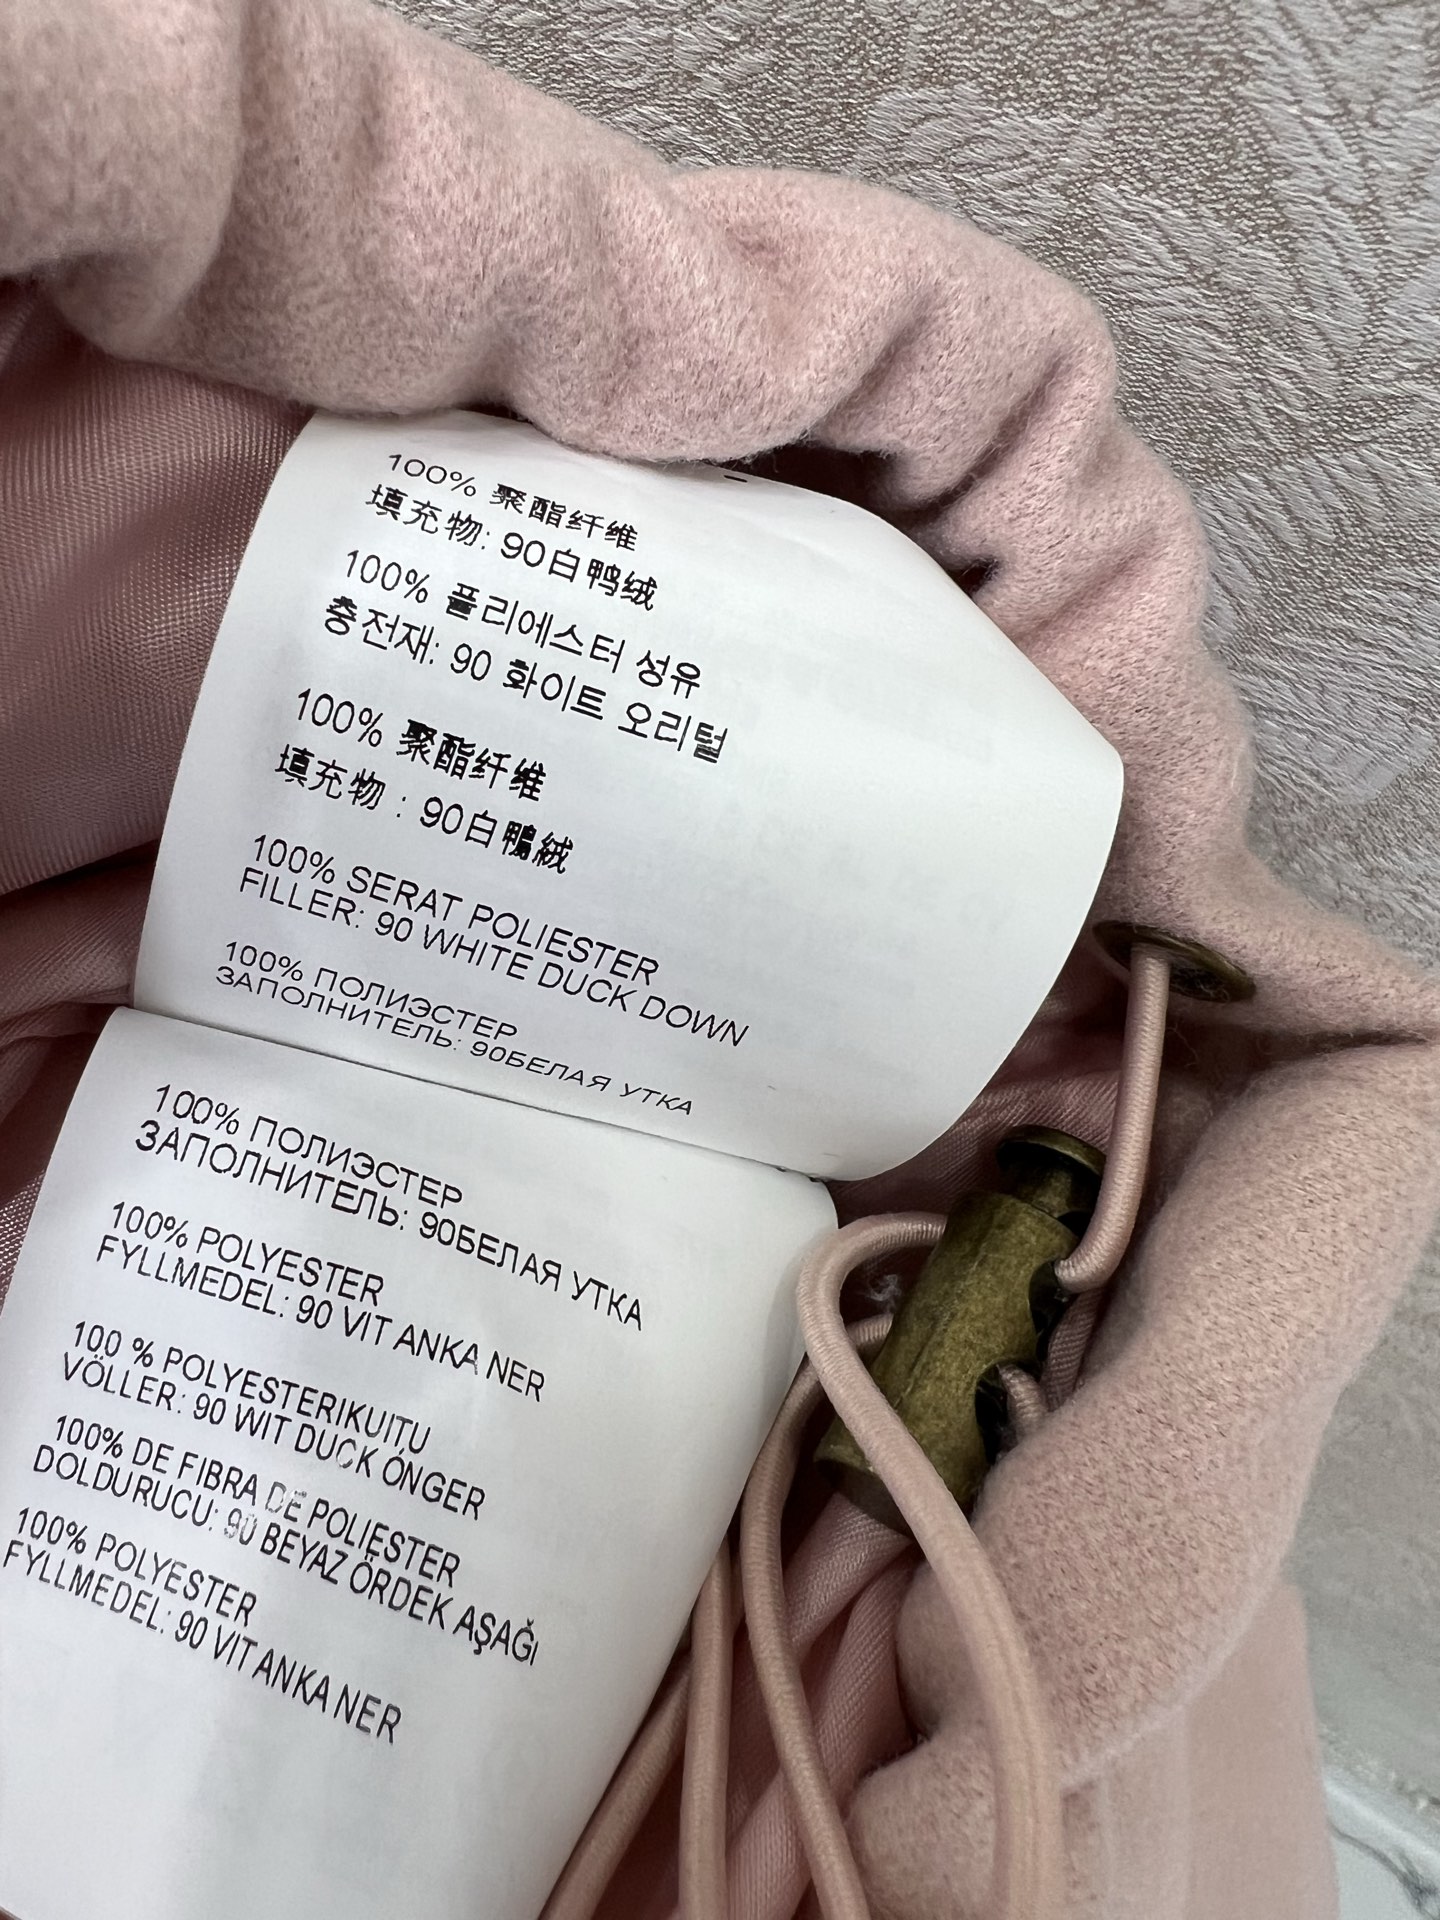 100% 聚酯纤维
填充物: 90白鸭绒
100% 폴리에스터 성유
충전재: 90 화이트 오리털
100% 聚酯纤维
填充物 : 90白鴨絨
100% SERAT POLIESTER
FILLER: 90 WHITE DUCK DOWN
100% ПОЛИЭСТЕР
ЗАПОЛНИТЕЛЬ: 90БЕЛАЯ УТКА
100% ПОЛИЭСТЕР
ЗАПОЛНИТЕЛЬ: 90БЕЛАЯ УТКА
100% POLYESTER
FYLLMEDEL: 90 VIT ANKA NER
100 % POLYESTERIKUITU
VÖLLER: 90 WIT DUCK ÓNGER
100% DE FIBRA DE POLIESTER
DOLDURUCU: 90 BEYAZ ÖRDEK AŞAĞI
100% POLYESTER
FYLLMEDEL: 90 VIT ANKA NER